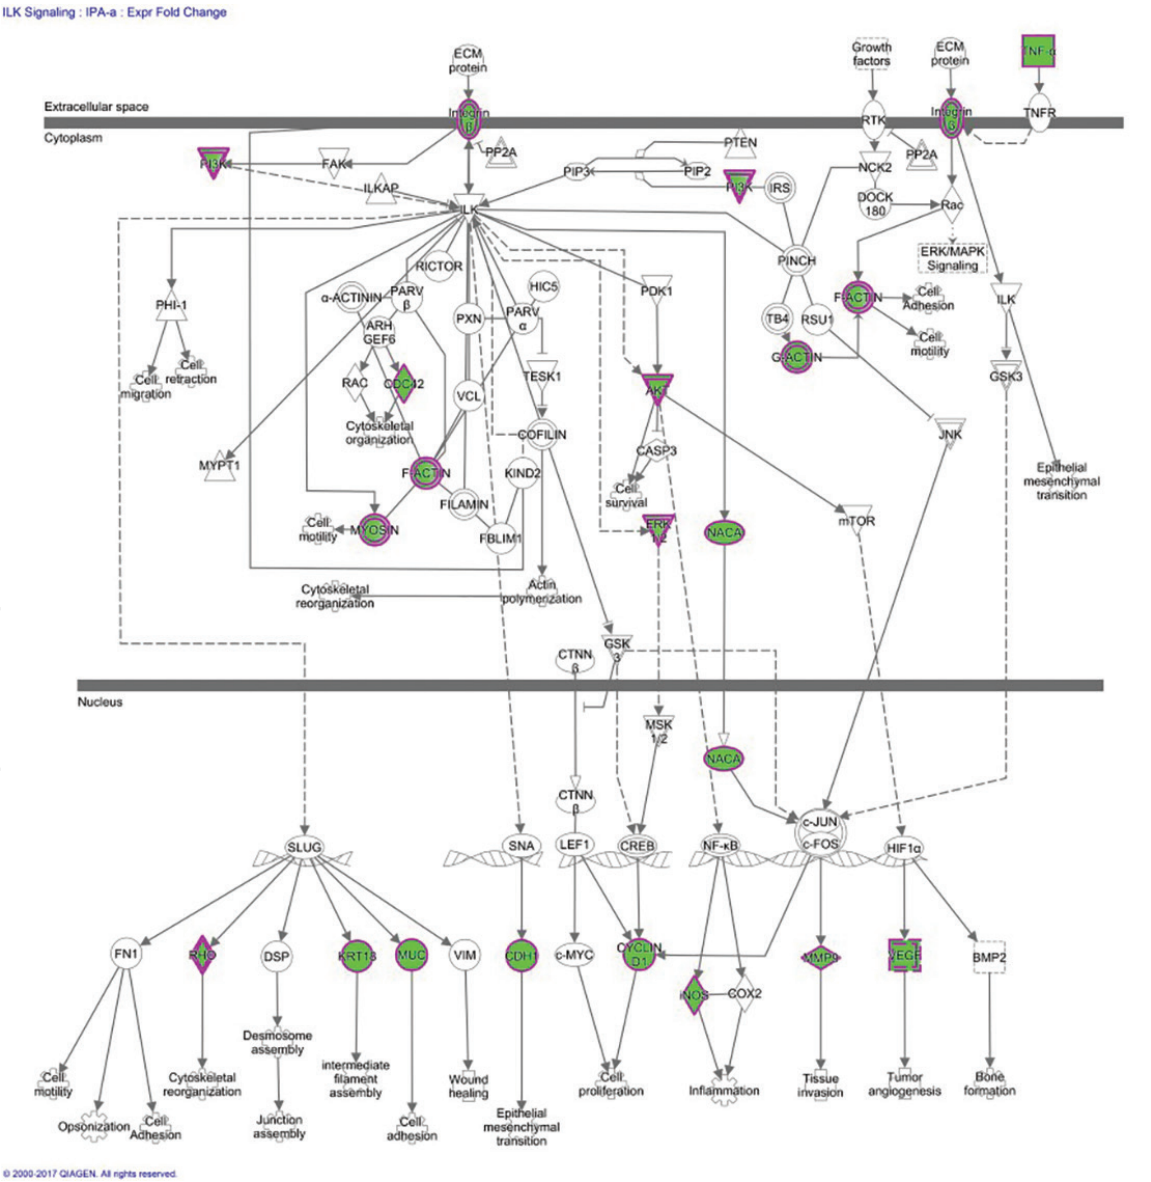 ILK Signaling : IPA-a : Expr Fold Change
ECM
protein
Growth
factors
ECM
protein
TNF-α
Extracellular space
Integrin
β
RTK
Integrin
β
TNFR
Cytoplasm
PI3K
FAK
PP2A
PTEN
PIP3
PIP2
NCK2
PP2A
ILKAP
PI3K
IRS
DOCK
180
Rac
ILK
ERK/MAPK
Signaling
RICTOR
PINCH
α-ACTININ
PARV
β
HIC5
PDK1
F-ACTIN
Cell
Adhesion
ILK
PHI-1
PXN
PARV
α
TB4
RSU1
ARH
GEF6
Cell
motility
G-ACTIN
Cell
migration
Cell
retraction
RAC
CDC42
TESK1
AKT
GSK3
VCL
Cytoskeletal
organization
COFILIN
JNK
CASP3
MYPT1
F-ACTIN
KIND2
Cell
survival
Epithelial
mesenchymal
transition
FILAMIN
Cell
motility
MYOSIN
FBLIM1
ERK
1/2
NACA
mTOR
Cytoskeletal
reorganization
Actin
polymerization
CTNN
β
GSK
3
Nucleus
MSK
1/2
NACA
CTNN
β
c-JUN
c-FOS
SLUG
SNA
LEF1
CREB
NF-κB
HIF1α
FN1
RHO
DSP
KRT18
MUC
VIM
CDH1
c-MYC
CYCLIN
D1
MMP9
VEGF
BMP2
iNOS
COX2
Desmosome
assembly
Cell
motility
Cytoskeletal
reorganization
intermediate
filament
assembly
Wound
healing
Cell
proliferation
Inflammation
Tissue
invasion
Tumor
angiogenesis
Bone
formation
Opsonization
Cell
Adhesion
Junction
assembly
Cell
adhesion
Epithelial
mesenchymal
transition
© 2000-2017 QIAGEN. All rights reserved.